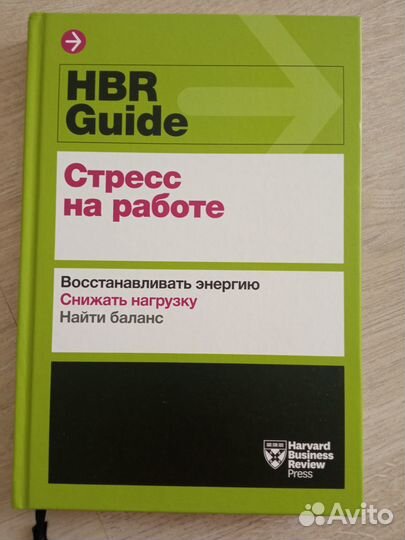 HBR
Guide
Стресс
на работе
Восстанавливать энергию
Снижать нагрузку
Найти баланс
Harvard
Business
Review
Press
Avito